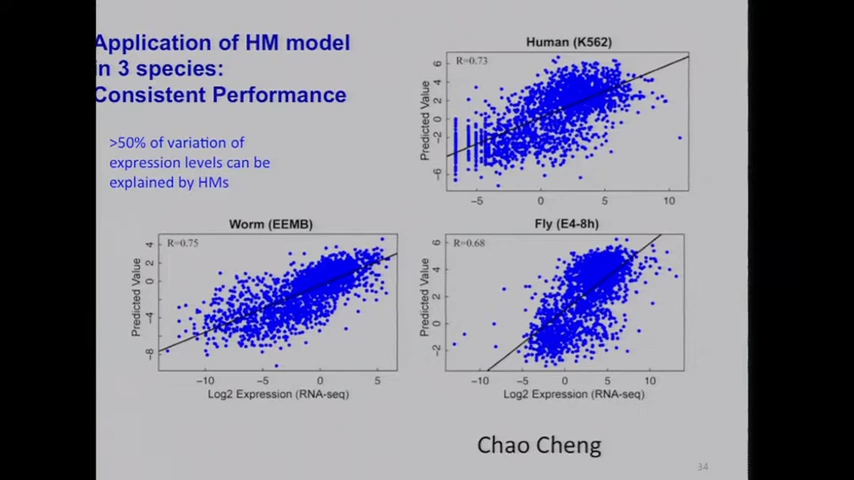 Application of HM model
in 3 species:
Consistent Performance
>50% of variation of
expression levels can be
explained by HMs
Human (K562)
R=0.73
Predicted Value
6
4
2
0
−2
−6
−5
0
5
10
Worm (EEMB)
R=0.75
Predicted Value
4
2
0
−4
−8
−10
−5
0
5
Log2 Expression (RNA-seq)
Fly (E4-8h)
R=0.68
Predicted Value
6
4
2
0
−2
−10
−5
0
5
10
Log2 Expression (RNA-seq)
Chao Cheng
34